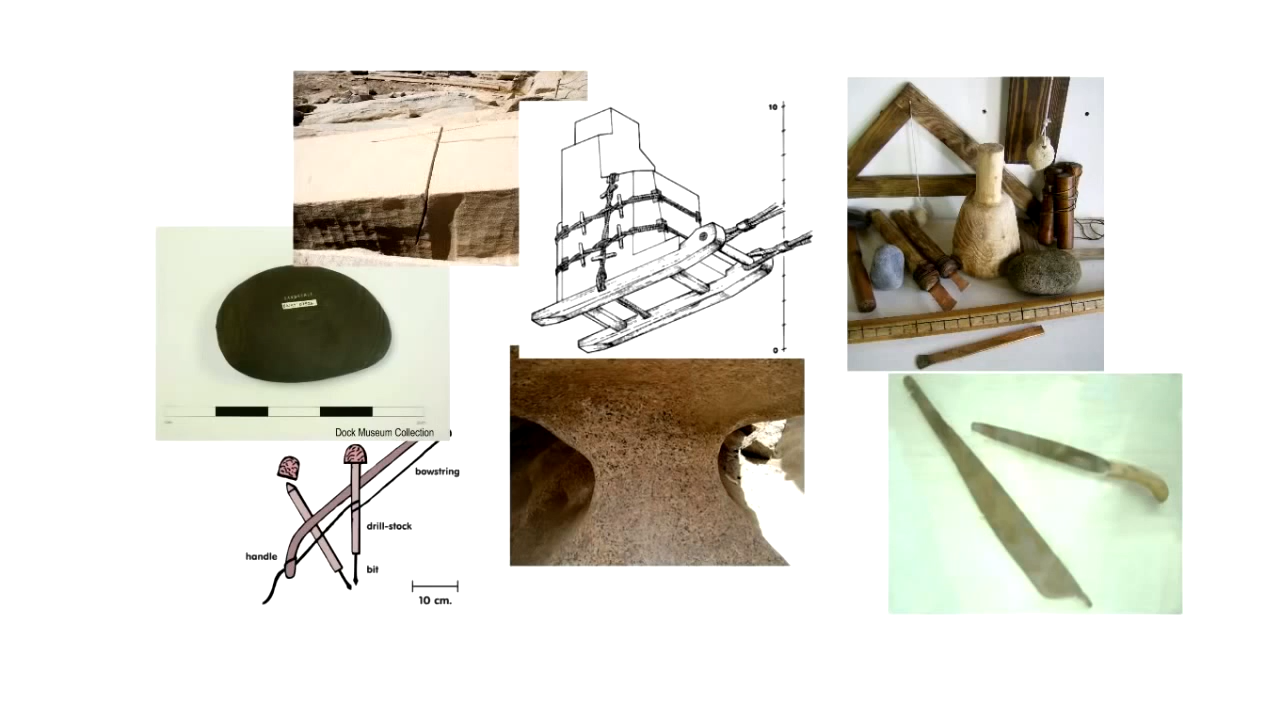 10
0
Dock Museum Collection
bowstring
drill-stock
handle
bit
10 cm.